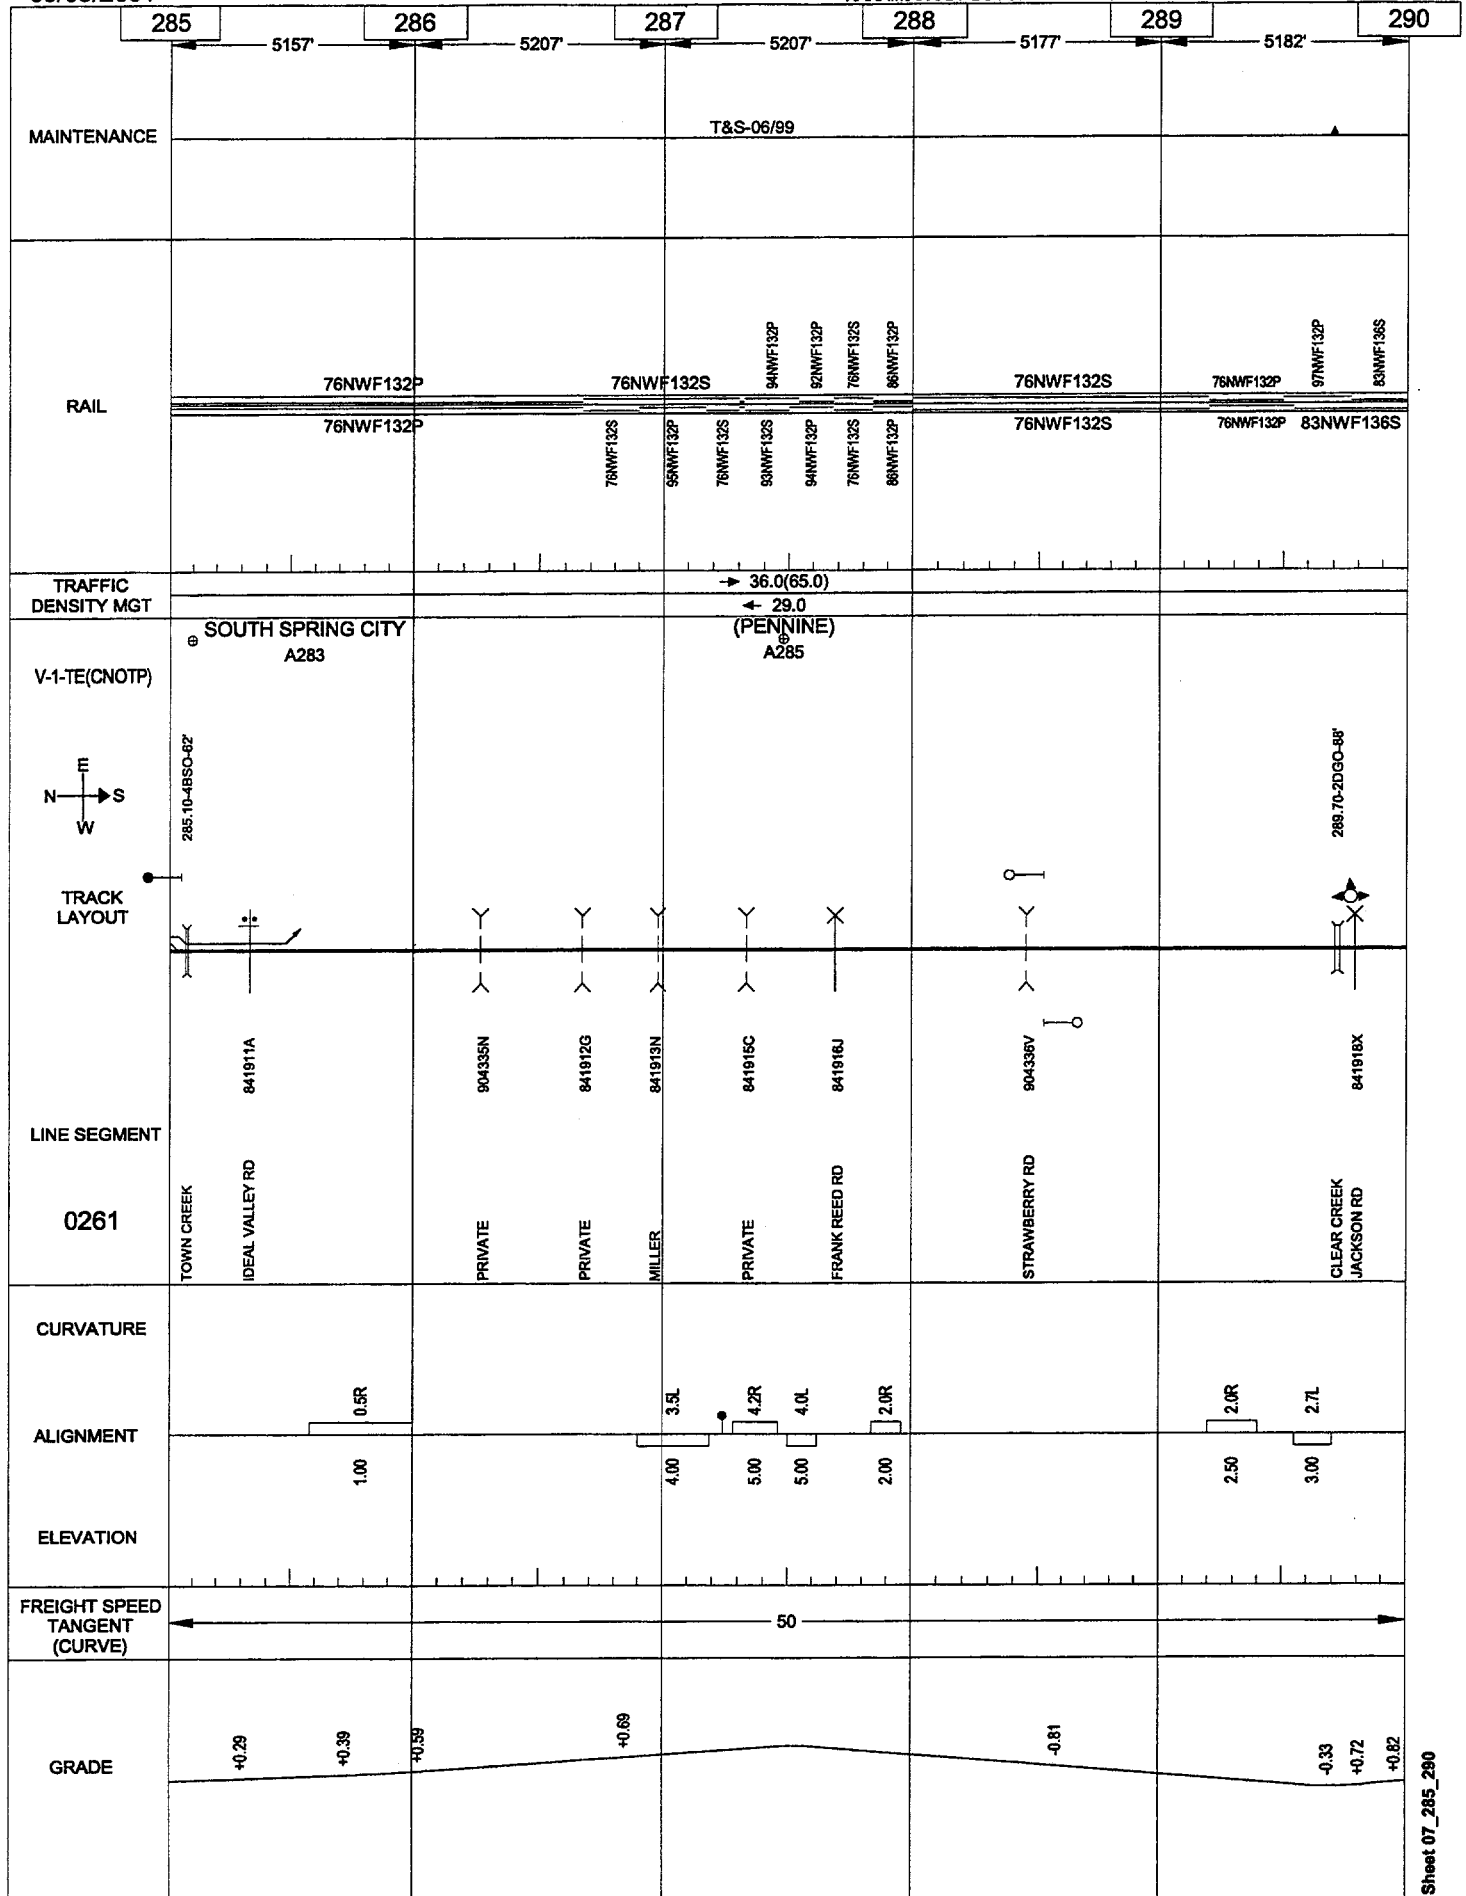 285 286 287 288 289 290
5157' 5207' 5207' 5177' 5182'
MAINTENANCE
T&S-06/99
94NWF132P 92NWF132P 76NWF132S 86NWF132P 97NWF132P 83NWF136S
76NWF132P 76NWF132S 76NWF132S 76NWF132P
RAIL
76NWF132P 76NWF132S 76NWF132P 83NWF136S
76NWF132S 95NWF132P 76NWF132S 93NWF132S 94NWF132P 76NWF132S 86NWF132P
TRAFFIC
DENSITY MGT
36.0(65.0)
29.0
SOUTH SPRING CITY
A283
(PENNINE)
A285
V-1-TE(CNOTP)
E
N S
W
285.10-4BSO-62'
289.70-2DGO-88'
TRACK
LAYOUT
841911A 904335N 841912G 841913N 841915C 841916J 904336V 841918X
LINE SEGMENT
0261
TOWN CREEK
IDEAL VALLEY RD
PRIVATE
PRIVATE
MILLER
PRIVATE
FRANK REED RD
STRAWBERRY RD
CLEAR CREEK
JACKSON RD
CURVATURE
0.5R 3.5L 4.2R 4.0L 2.0R 2.0R 2.7L
ALIGNMENT
1.00 4.00 5.00 5.00 2.00 2.50 3.00
ELEVATION
FREIGHT SPEED
TANGENT
(CURVE)
50
GRADE
+0.29 +0.39 +0.59 +0.69 -0.81 -0.33 +0.72 +0.82
Sheet 07_285_290